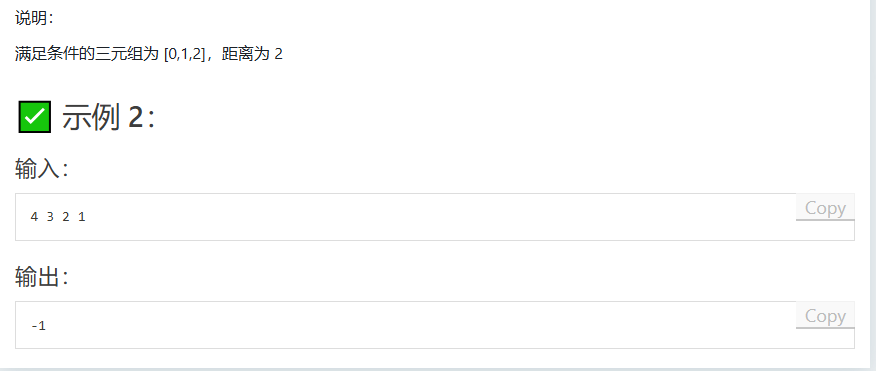 说明：
满足条件的三元组为 [0,1,2]，距离为 2
✅ 示例 2：
输入：
Copy
4 3 2 1
输出：
Copy
-1